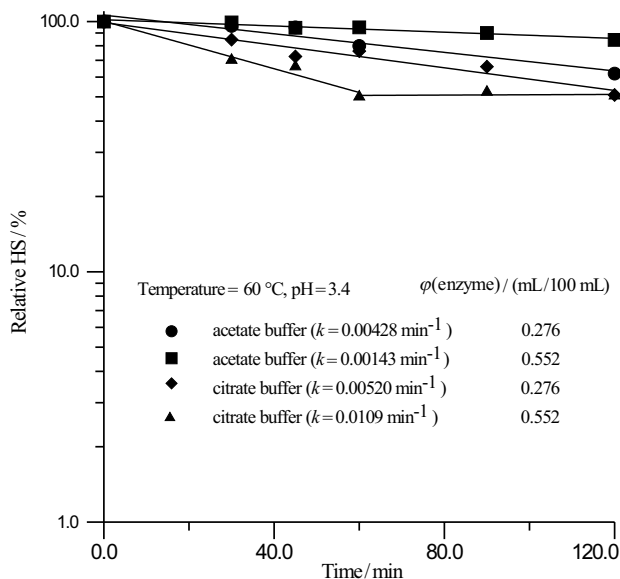 100.0
10.0
1.0
Relative HS / %
Temperature = 60 °C, pH = 3.4 φ(enzyme) / (mL/100 mL)
acetate buffer (k = 0.00428 min-1 ) 0.276
acetate buffer (k = 0.00143 min-1 ) 0.552
citrate buffer (k = 0.00520 min-1 ) 0.276
citrate buffer (k = 0.0109 min-1 ) 0.552
0.0 40.0 80.0 120.0
Time / min